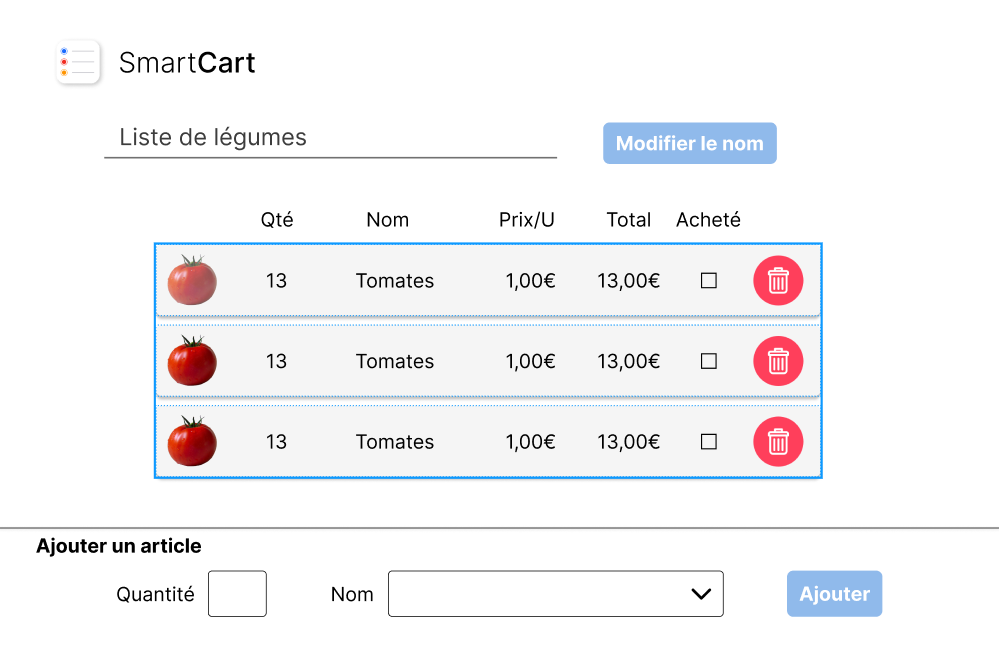 SmartCart
Liste de légumes
Modifier le nom
Qté Nom Prix/U Total Acheté
13 Tomates 1,00€ 13,00€
13 Tomates 1,00€ 13,00€
13 Tomates 1,00€ 13,00€
Ajouter un article
Quantité Nom Ajouter